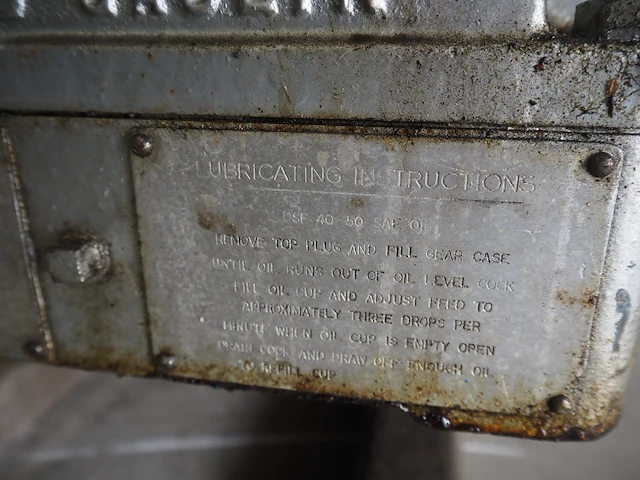 LUBRICATING INSTRUCTIONS
USE 40-50 SAE OIL
REMOVE TOP PLUG AND FILL GEAR CASE
UNTIL OIL RUNS OUT OF OIL LEVEL COCK
FILL OIL CUP AND ADJUST FEED TO
APPROXIMATELY THREE DROPS PER
MINUTE WHEN OIL CUP IS EMPTY OPEN
DRAIN COCK AND DRAW OFF ENOUGH OIL
TO REFILL CUP